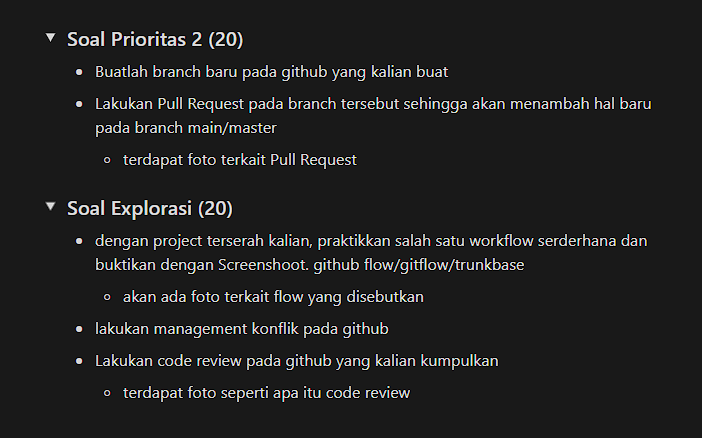 Soal Prioritas 2 (20)
Buatlah branch baru pada github yang kalian buat
Lakukan Pull Request pada branch tersebut sehingga akan menambah hal baru
pada branch main/master
terdapat foto terkait Pull Request
Soal Explorasi (20)
dengan project terserah kalian, praktikkan salah satu workflow serderhana dan
buktikan dengan Screenshoot. github flow/gitflow/trunkbase
akan ada foto terkait flow yang disebutkan
lakukan management konflik pada github
Lakukan code review pada github yang kalian kumpulkan
terdapat foto seperti apa itu code review